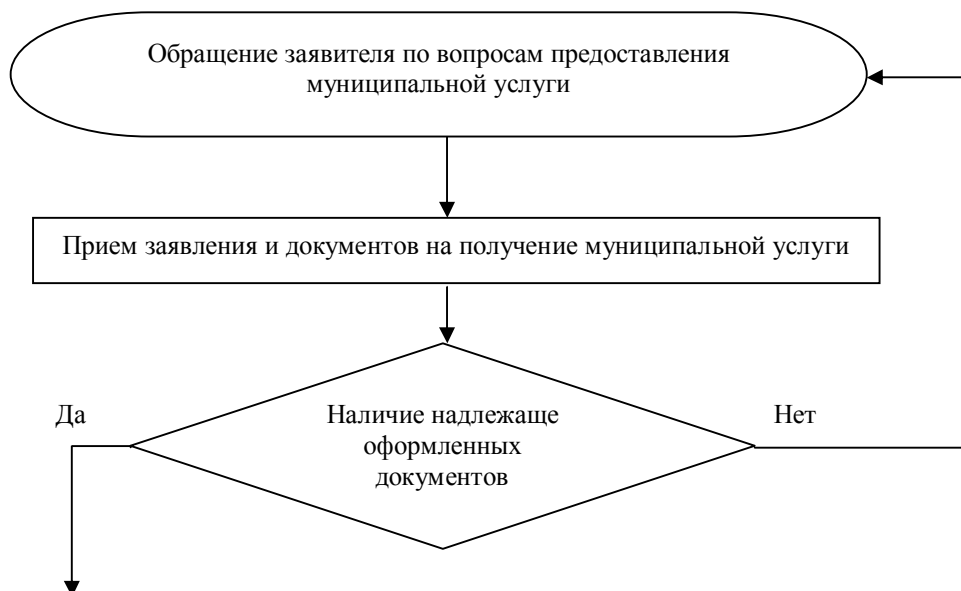 Обращение заявителя по вопросам предоставления
муниципальной услуги
Прием заявления и документов на получение муниципальной услуги
Да
Наличие надлежаще
оформленных
документов
Нет